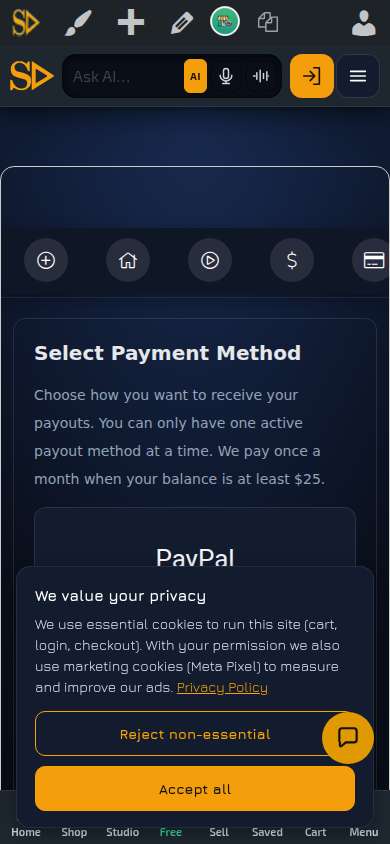 SD
Ask AI...
AI
Select Payment Method
Choose how you want to receive your
payouts. You can only have one active
payout method at a time. We pay once a
month when your balance is at least $25.
PayPal
We value your privacy
We use essential cookies to run this site (cart,
login, checkout). With your permission we also
use marketing cookies (Meta Pixel) to measure
and improve our ads. Privacy Policy
Reject non-essential
Accept all
Home Shop Studio Free Sell Saved Cart Menu